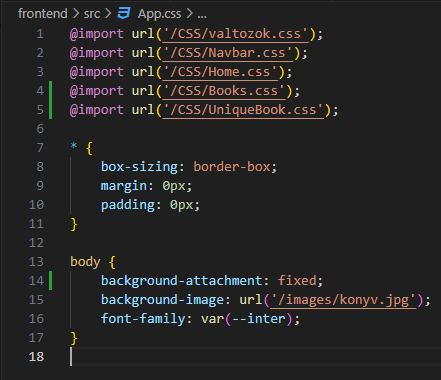 frontend > src > App.css > ...
1 @import url('/CSS/valtozok.css');
2 @import url('/CSS/Navbar.css');
3 @import url('/CSS/Home.css');
4 @import url('/CSS/Books.css');
5 @import url('/CSS/UniqueBook.css');
6
7 * {
8     box-sizing: border-box;
9     margin: 0px;
10     padding: 0px;
11 }
12
13 body {
14     background-attachment: fixed;
15     background-image: url('/images/konyv.jpg');
16     font-family: var(--inter);
17 }
18